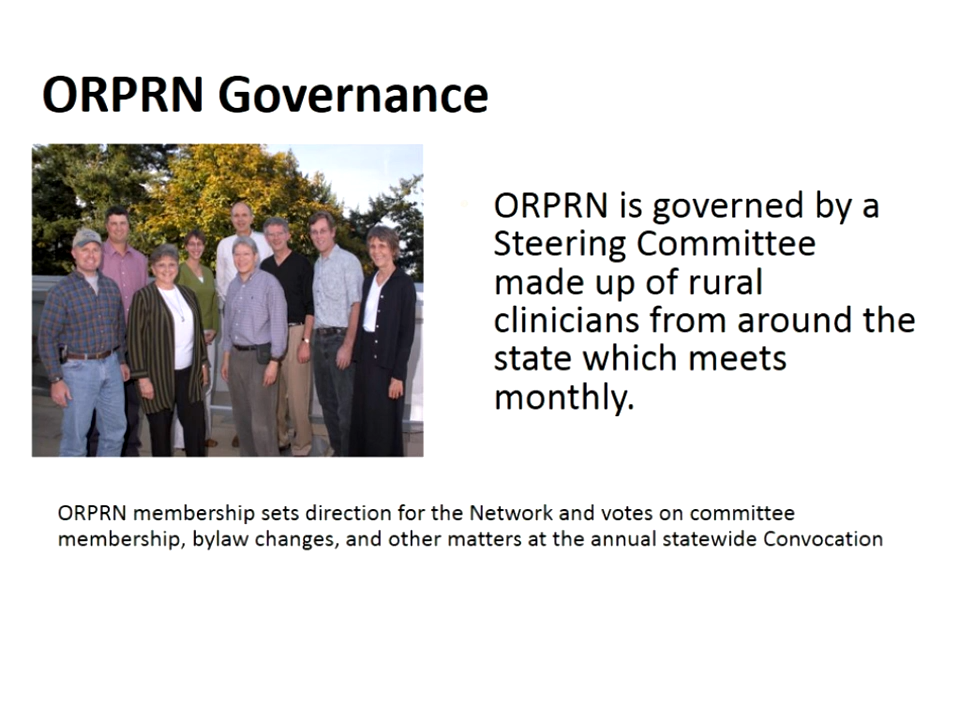 ORPRN Governance
ORPRN is governed by a
Steering Committee
made up of rural
clinicians from around the
state which meets
monthly.
ORPRN membership sets direction for the Network and votes on committee
membership, bylaw changes, and other matters at the annual statewide Convocation